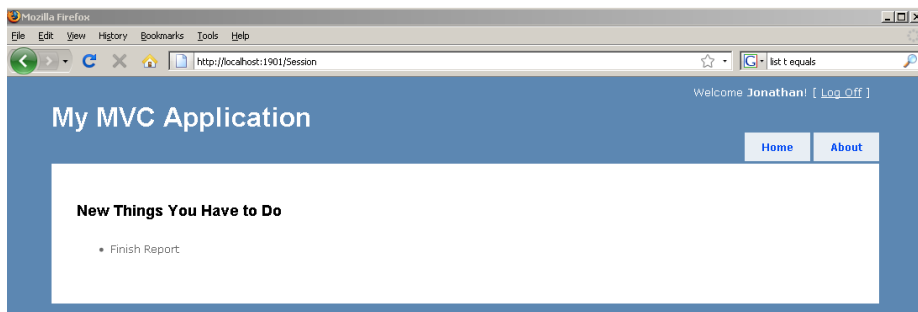 Mozilla Firefox
File Edit View History Bookmarks Tools Help
http://localhost:1901/Session
G list t equals
Welcome Jonathan! [ Log Off ]
My MVC Application
Home About
New Things You Have to Do
• Finish Report